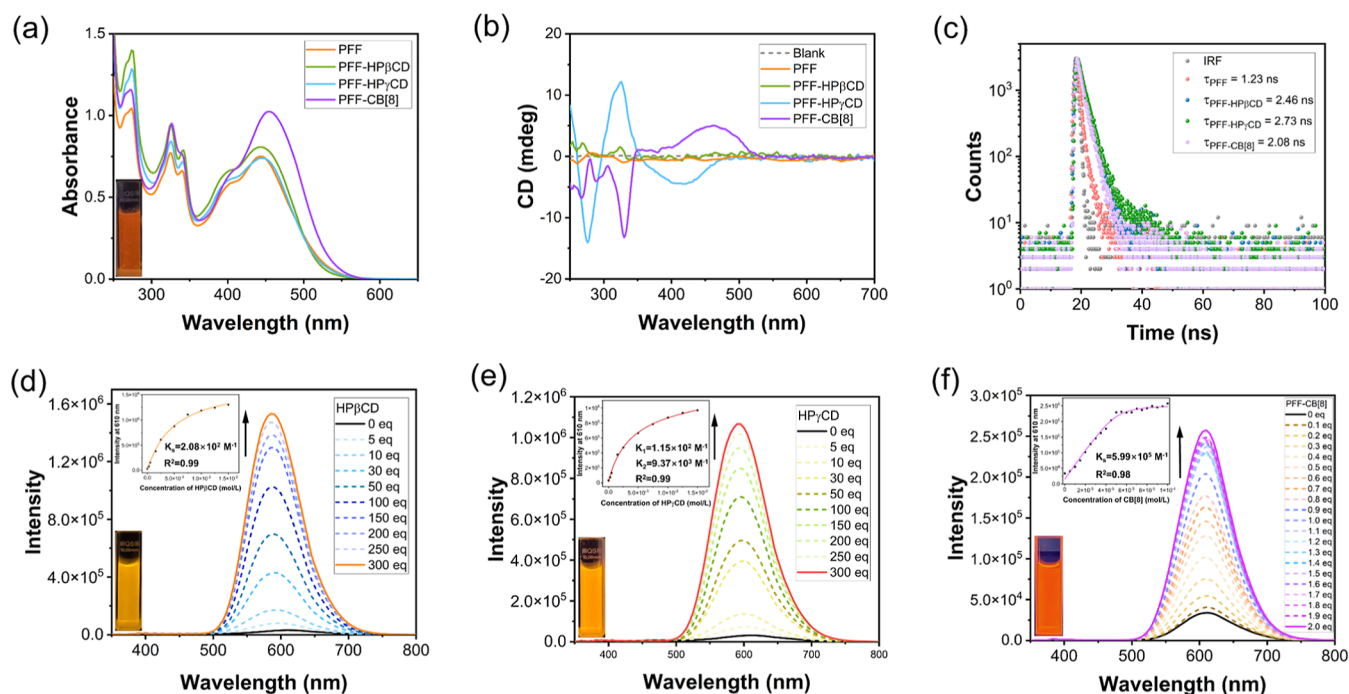 (a)
Absorbance
1.5
1.0
0.5
0.0
300
400
500
600
Wavelength (nm)
PFF
PFF-HPβCD
PFF-HPγCD
PFF-CB[8]
(b)
CD (mdeg)
20
10
0
-10
-20
300
400
500
600
700
Wavelength (nm)
Blank
PFF
PFF-HPβCD
PFF-HPγCD
PFF-CB[8]
(c)
Counts
10³
10²
10¹
10⁰
0
20
40
60
80
100
Time (ns)
IRF
τPFF = 1.23 ns
τPFF-HPβCD = 2.46 ns
τPFF-HPγCD = 2.73 ns
τPFF-CB[8] = 2.08 ns
(d)
Intensity
1.6×10⁶
1.2×10⁶
8.0×10⁵
4.0×10⁵
0.0
400
500
600
700
800
Wavelength (nm)
Intensity at 610 nm
Kₐ=2.08×10² M⁻¹
R²=0.99
Concentration of HPβCD (mol/L)
HPβCD
0 eq
5 eq
10 eq
30 eq
50 eq
100 eq
150 eq
200 eq
250 eq
300 eq
(e)
Intensity
1.2×10⁶
1.0×10⁶
8.0×10⁵
6.0×10⁵
4.0×10⁵
2.0×10⁵
0.0
400
500
600
700
800
Wavelength (nm)
Intensity at 610 nm
K₁=1.15×10² M⁻¹
K₂=9.37×10³ M⁻¹
R²=0.99
Concentration of HPγCD (mol/L)
HPγCD
0 eq
5 eq
10 eq
30 eq
50 eq
100 eq
150 eq
200 eq
250 eq
300 eq
(f)
Intensity
3.0×10⁵
2.5×10⁵
2.0×10⁵
1.5×10⁵
1.0×10⁵
5.0×10⁴
0.0
400
500
600
700
800
Wavelength (nm)
Intensity at 610 nm
Kₐ=5.99×10⁵ M⁻¹
R²=0.98
Concentration of CB[8] (mol/L)
PFF-CB[8]
0 eq
0.1 eq
0.2 eq
0.3 eq
0.4 eq
0.5 eq
0.6 eq
0.7 eq
0.8 eq
0.9 eq
1.0 eq
1.1 eq
1.2 eq
1.3 eq
1.4 eq
1.5 eq
1.6 eq
1.7 eq
1.8 eq
1.9 eq
2.0 eq